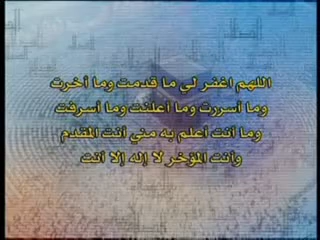 اللهم اغفر لي ما قدمت وما أخرت
وما أسررت وما أعلنت وما أسرفت
وما أنت أعلم به مني أنت المقدم
وأنت المؤخر لا إله إلا أنت